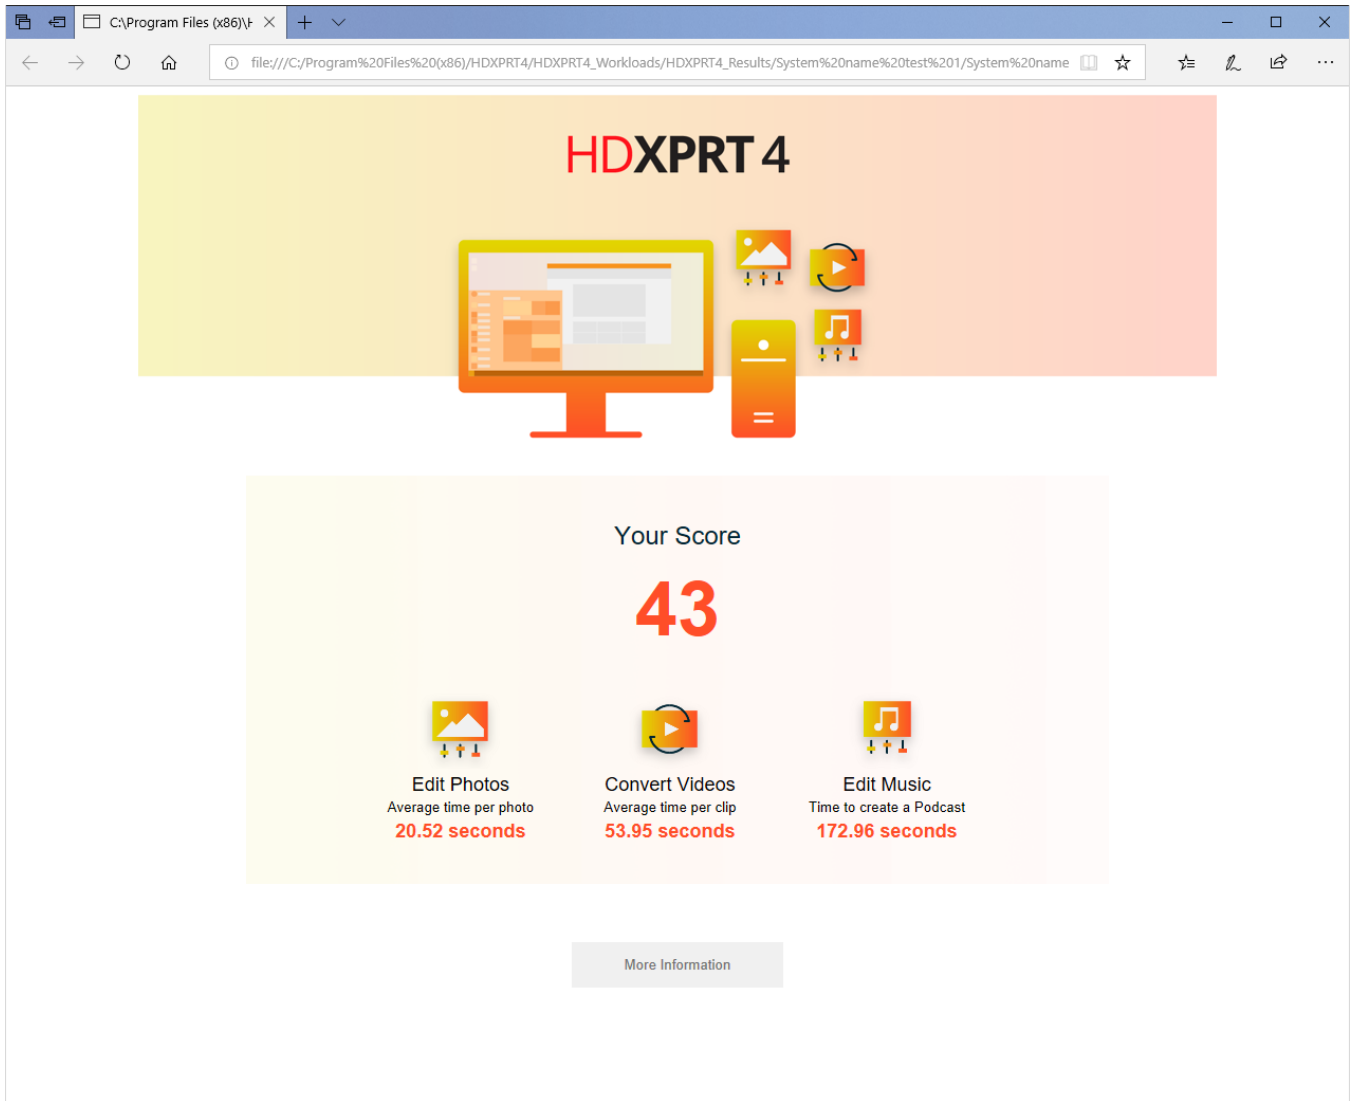 C:\Program Files (x86)\H
file:///C:/Program%20Files%20(x86)/HDXPRT4/HDXPRT4_Workloads/HDXPRT4_Results/System%20name%20test%201/System%20name
HDXPRT 4
Your Score
43
Edit Photos Convert Videos Edit Music
Average time per photo Average time per clip Time to create a Podcast
20.52 seconds 53.95 seconds 172.96 seconds
More Information